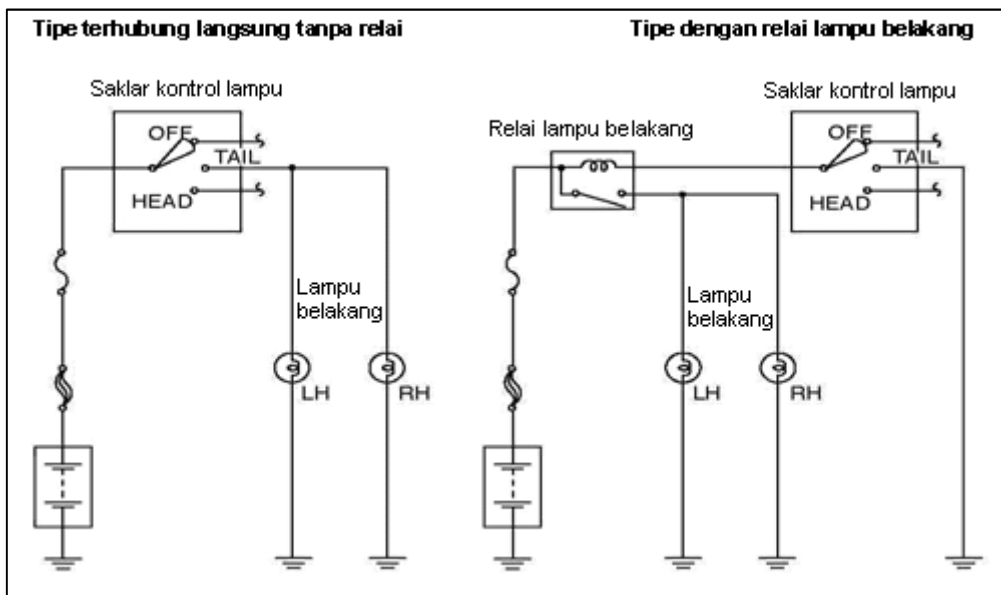 Tipe terhubung langsung tanpa relai
Saklar kontrol lampu
OFF
TAIL
HEAD
Lampu
belakang
LH
RH
Tipe dengan relai lampu belakang
Saklar kontrol lampu
Relai lampu belakang
OFF
TAIL
HEAD
Lampu
belakang
LH
RH